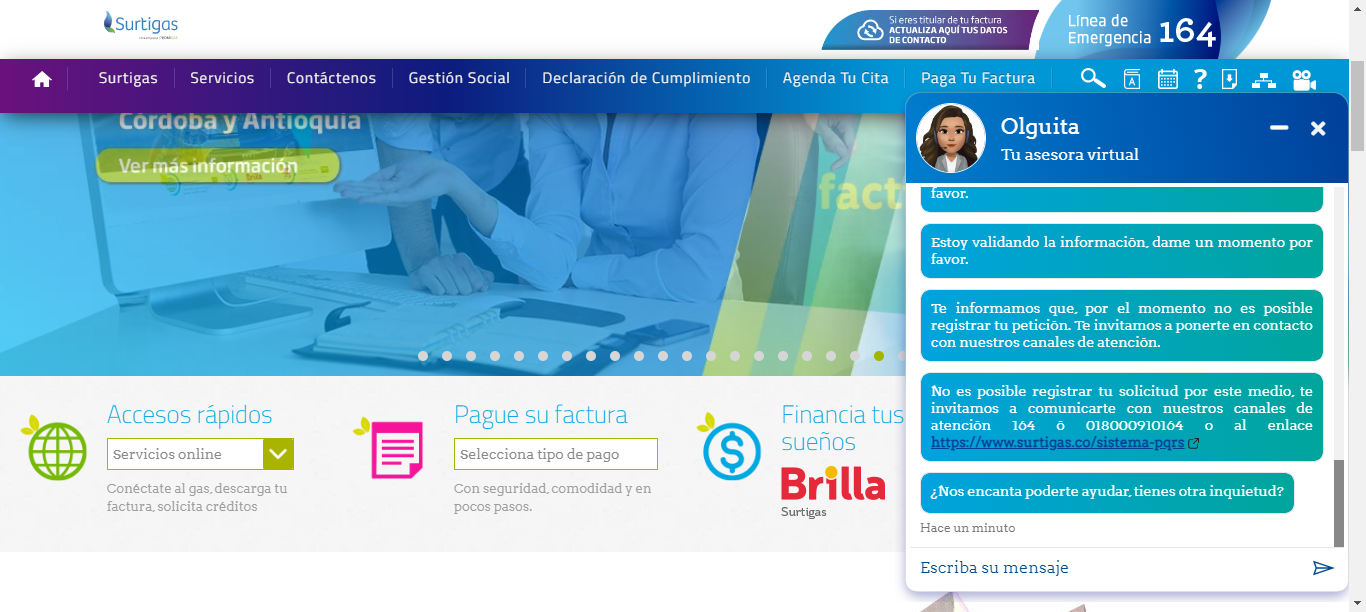 Surtigas
Si eres titular de tu factura
ACTUALIZA AQUÍ TUS DATOS
DE CONTACTO
Línea de
Emergencia 164
Surtigas
Servicios
Contáctenos
Gestión Social
Declaración de Cumplimiento
Agenda Tu Cita
Paga Tu Factura
A
?
Córdoba y Antioquia
Ver más información
fact
Olguita
Tu asesora virtual
favor.
Estoy validando la información, dame un momento por
favor.
Te informamos que, por el momento no es posible
registrar tu petición. Te invitamos a ponerte en contacto
con nuestros canales de atención.
No es posible registrar tu solicitud por este medio, te
invitamos a comunicarte con nuestros canales de
atención 164 ó 018000910164 o al enlace
https://www.surtigas.co/sistema-pqrs
¿Nos encanta poderte ayudar, tienes otra inquietud?
Hace un minuto
Escriba su mensaje
Accesos rápidos
Servicios online
Conéctate al gas, descarga tu
factura, solicita créditos
Pague su factura
Selecciona tipo de pago
Con seguridad, comodidad y en
pocos pasos.
Financia tus
sueños
Brilla
Surtigas